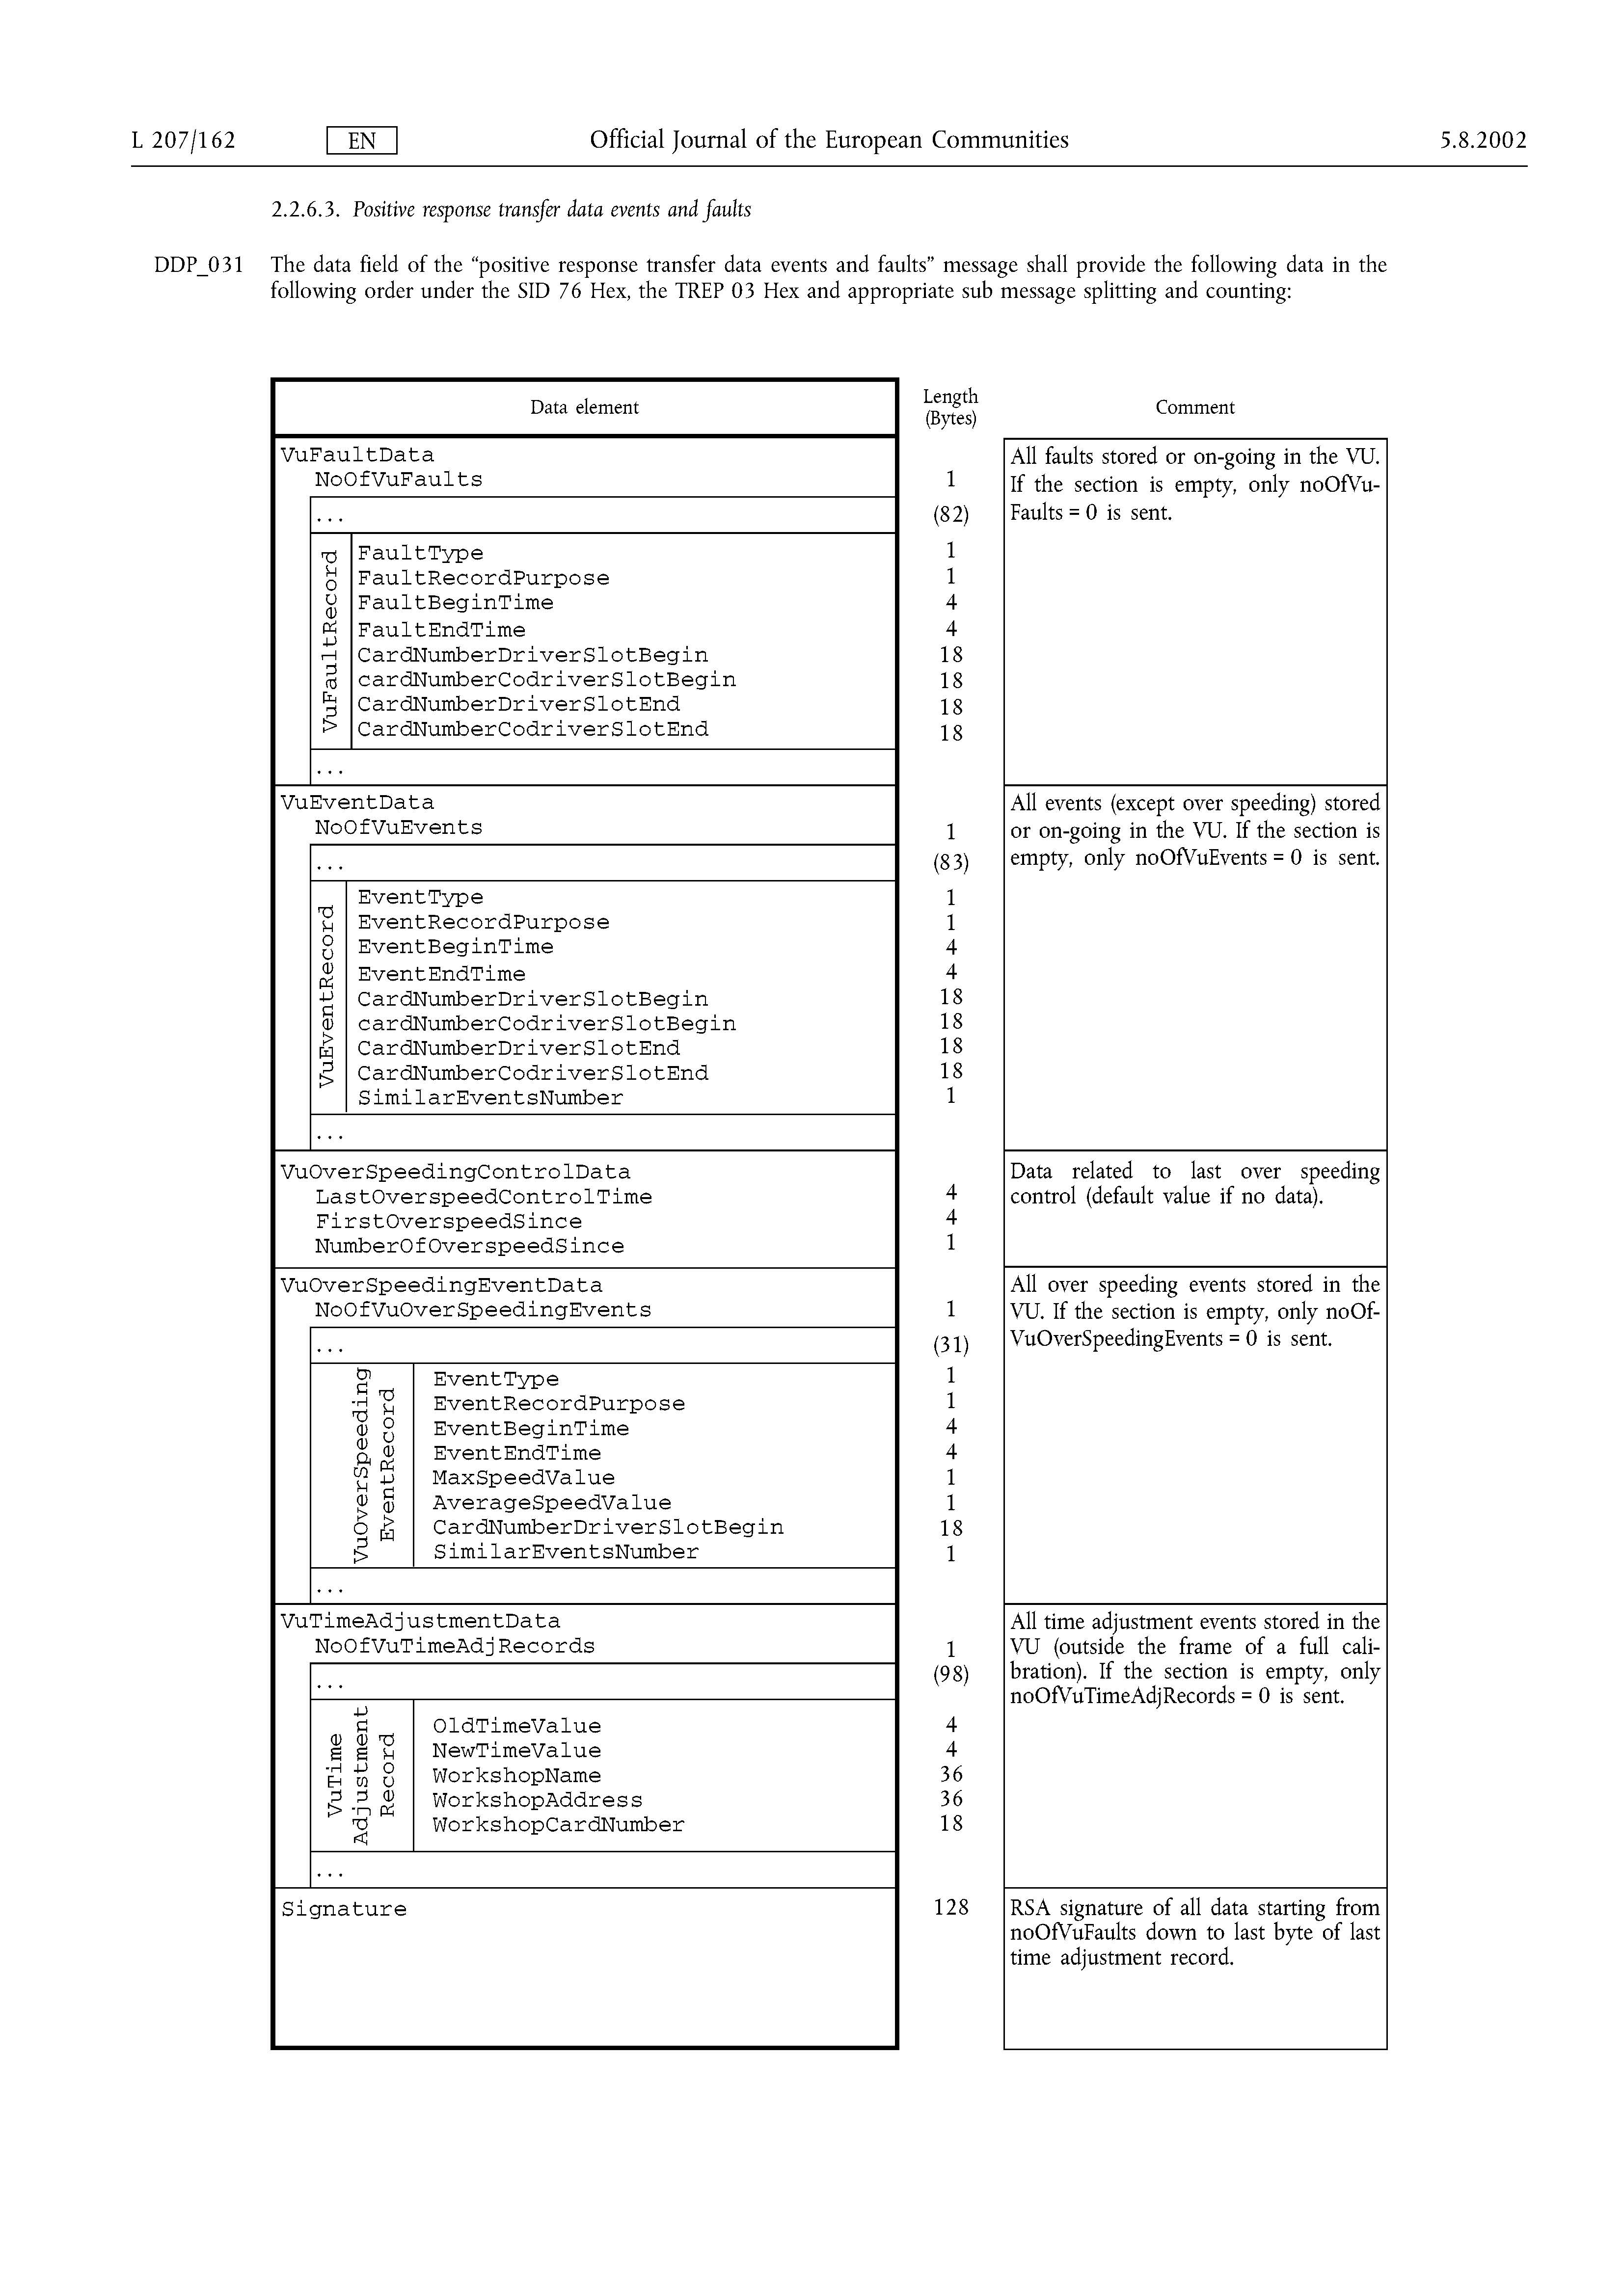 L 207/162 EN Official Journal of the European Communities 5.8.2002
2.2.6.3. Positive response transfer data events and faults
DDP_031 The data field of the “positive response transfer data events and faults” message shall provide the following data in the
following order under the SID 76 Hex, the TREP 03 Hex and appropriate sub message splitting and counting:
Data element Length (Bytes) Comment
VuFaultData
NoOfVuFaults 1
... (82)
VuFaultRecord
FaultType 1
FaultRecordPurpose 1
FaultBeginTime 4
FaultEndTime 4
CardNumberDriverSlotBegin 18
cardNumberCodriverSlotBegin 18
CardNumberDriverSlotEnd 18
CardNumberCodriverSlotEnd 18
...
All faults stored or on-going in the VU.
If the section is empty, only noOfVu-
Faults = 0 is sent.
VuEventData
NoOfVuEvents 1
... (83)
VuEventRecord
EventType 1
EventRecordPurpose 1
EventBeginTime 4
EventEndTime 4
CardNumberDriverSlotBegin 18
cardNumberCodriverSlotBegin 18
CardNumberDriverSlotEnd 18
CardNumberCodriverSlotEnd 18
SimilarEventsNumber 1
...
All events (except over speeding) stored
or on-going in the VU. If the section is
empty, only noOfVuEvents = 0 is sent.
VuOverSpeedingControlData
LastOverspeedControlTime 4
FirstOverspeedSince 4
NumberOfOverspeedSince 1
Data related to last over speeding
control (default value if no data).
VuOverSpeedingEventData
NoOfVuOverSpeedingEvents 1
... (31)
VuOverSpeeding
EventRecord
EventType 1
EventRecordPurpose 1
EventBeginTime 4
EventEndTime 4
MaxSpeedValue 1
AverageSpeedValue 1
CardNumberDriverSlotBegin 18
SimilarEventsNumber 1
...
All over speeding events stored in the
VU. If the section is empty, only noOf-
VuOverSpeedingEvents = 0 is sent.
VuTimeAdjustmentData
NoOfVuTimeAdjRecords 1
... (98)
VuTime
Adjustment
Record
OldTimeValue 4
NewTimeValue 4
WorkshopName 36
WorkshopAddress 36
WorkshopCardNumber 18
...
All time adjustment events stored in the
VU (outside the frame of a full cali-
bration). If the section is empty, only
noOfVuTimeAdjRecords = 0 is sent.
Signature 128
RSA signature of all data starting from
noOfVuFaults down to last byte of last
time adjustment record.